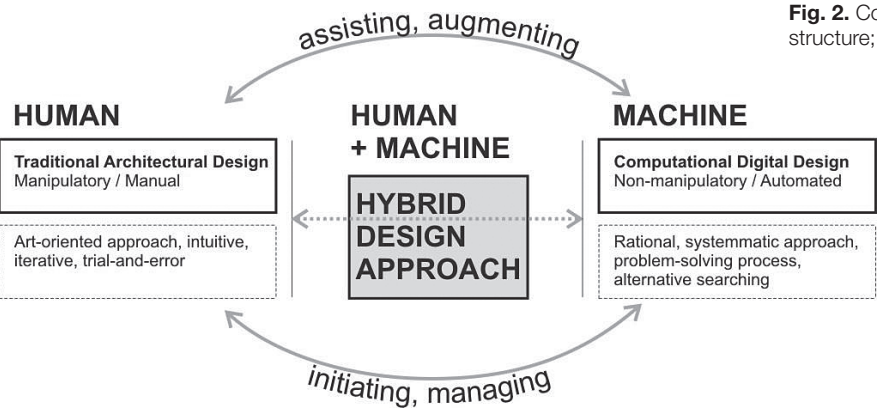 Fig. 2. Co
structure;
assisting, augmenting
HUMAN
Traditional Architectural Design
Manipulatory / Manual
Art-oriented approach, intuitive,
iterative, trial-and-error
HUMAN
+ MACHINE
HYBRID
DESIGN
APPROACH
MACHINE
Computational Digital Design
Non-manipulatory / Automated
Rational, systemmatic approach,
problem-solving process,
alternative searching
initiating, managing